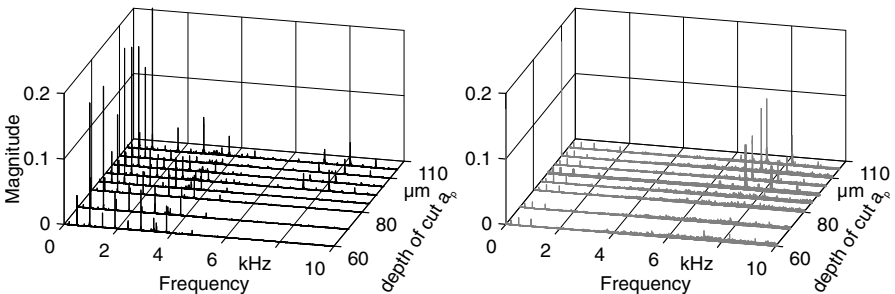 Magnitude
0.2
0.1
0
0 2 4 6 kHz 10
Frequency
60
80
µm
110
depth of cut aₚ
0.2
0.1
0
0 2 4 6 kHz 10
Frequency
60
80
µm
110
depth of cut aₚ